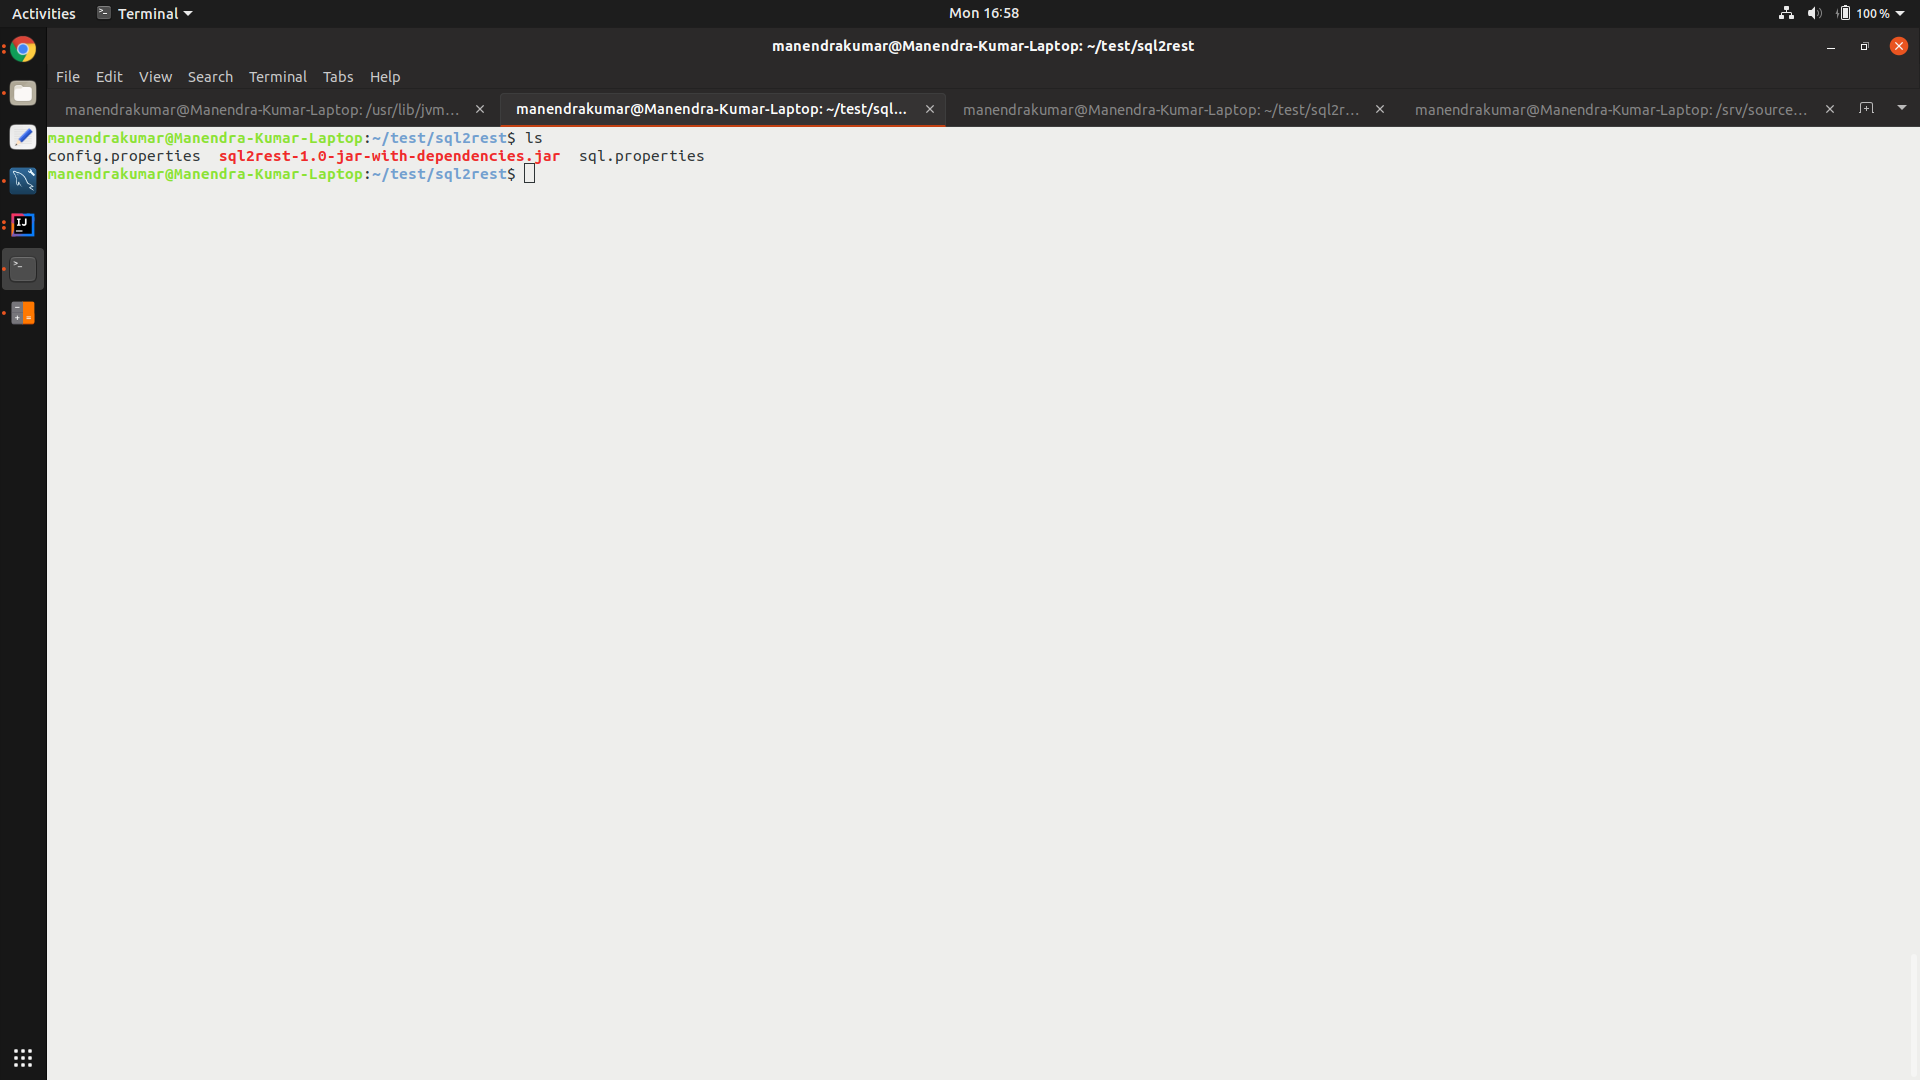 Activities Terminal Mon 16:58 100 %
manendrakumar@Manendra-Kumar-Laptop: ~/test/sql2rest
File Edit View Search Terminal Tabs Help
manendrakumar@Manendra-Kumar-Laptop: /usr/lib/jvm... manendrakumar@Manendra-Kumar-Laptop: ~/test/sql... manendrakumar@Manendra-Kumar-Laptop: ~/test/sql2r... manendrakumar@Manendra-Kumar-Laptop: /srv/source...
manendrakumar@Manendra-Kumar-Laptop:~/test/sql2rest$ ls
config.properties sql2rest-1.0-jar-with-dependencies.jar sql.properties
manendrakumar@Manendra-Kumar-Laptop:~/test/sql2rest$
IJ